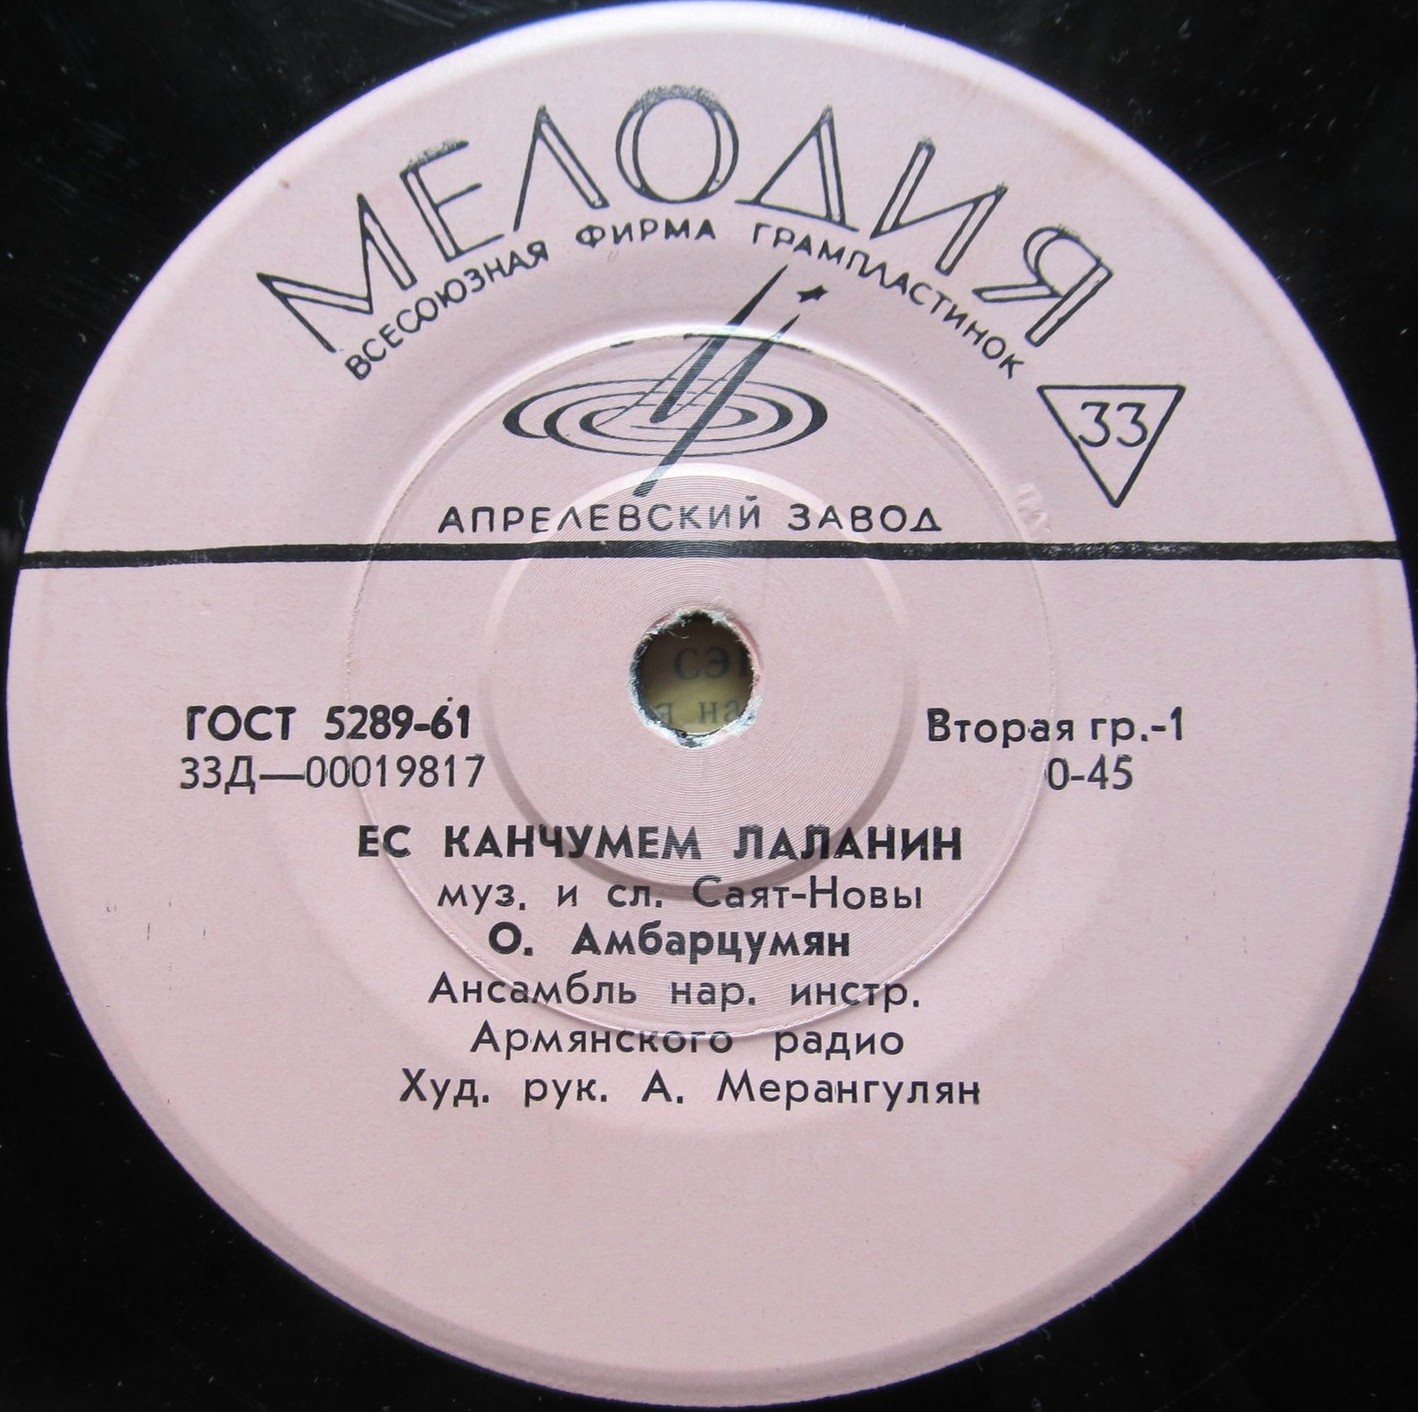 МЕЛОДИЯ
ВСЕСОЮЗНАЯ ФИРМА ГРАМПЛАСТИНОК
33
АПРЕЛЕВСКИЙ ЗАВОД
ГОСТ 5289-61
33Д—00019817
Вторая гр.-1
0-45
ЕС КАНЧУМЕМ ЛАЛАНИН
муз. и сл. Саят-Новы
О. Амбарцумян
Ансамбль нар. инстр.
Армянского радио
Худ. рук. А. Мерангулян